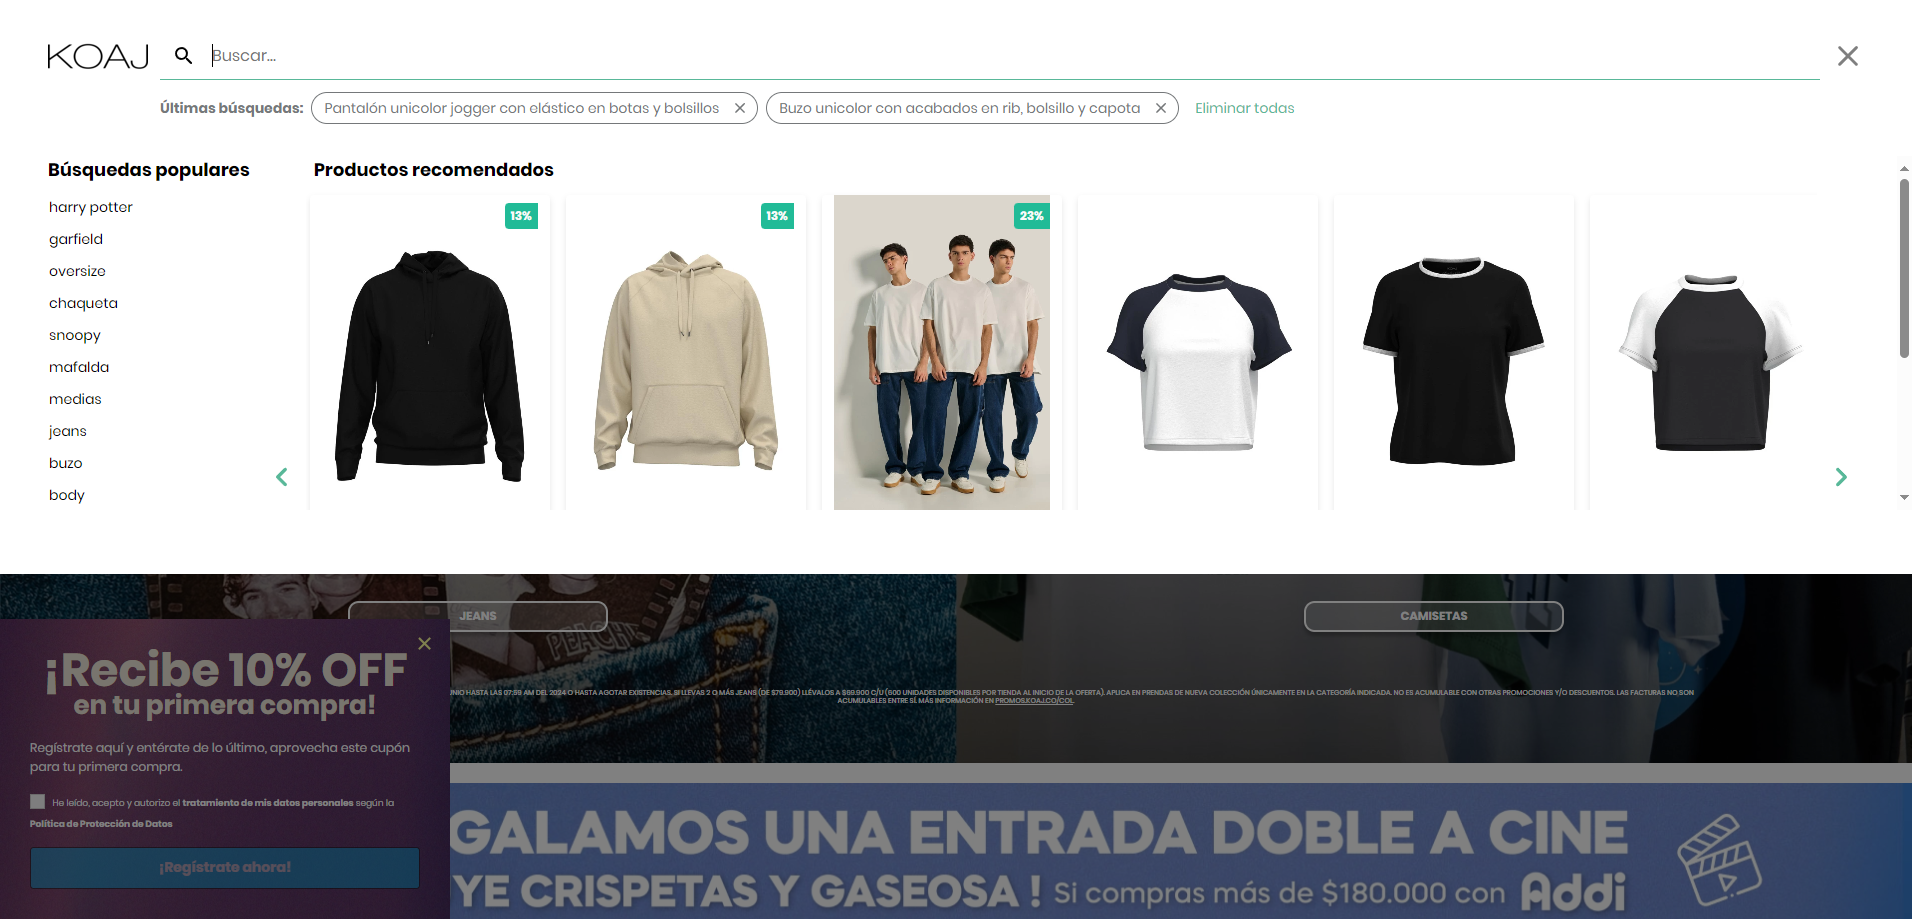 KOAJ
Buscar...
Últimas búsquedas: Pantalón unicolor jogger con elástico en botas y bolsillos Buzo unicolor con acabados en rib, bolsillo y capota Eliminar todas
Búsquedas populares
harry potter
garfield
oversize
chaqueta
snoopy
mafalda
medias
jeans
buzo
body
Productos recomendados
13%
13%
23%
JEANS
PEACHY
CAMISETAS
UNIO HASTA LAS 07:59 AM DEL 2024 O HASTA AGOTAR EXISTENCIAS. SI LLEVAS 2 O MÁS JEANS (DE $79.900) LLÉVALOS A $69.900 C/U (600 UNIDADES DISPONIBLES POR TIENDA AL INICIO DE LA OFERTA). APLICA EN PRENDAS DE NUEVA COLECCIÓN ÚNICAMENTE EN LA CATEGORÍA INDICADA. NO ES ACUMULABLE CON OTRAS PROMOCIONES Y/O DESCUENTOS. LAS FACTURAS NO SON
ACUMULABLES ENTRE SÍ. MÁS INFORMACIÓN EN PROMOS.KOAJ.CO/COL
¡Recibe 10% OFF
en tu primera compra!
Regístrate aquí y entérate de lo último, aprovecha este cupón
para tu primera compra.
He leído, acepto y autorizo el tratamiento de mis datos personales según la
Política de Protección de Datos
¡Regístrate ahora!
GALAMOS UNA ENTRADA DOBLE A CINE
YE CRISPETAS Y GASEOSA ! Si compras más de $180.000 con Addi